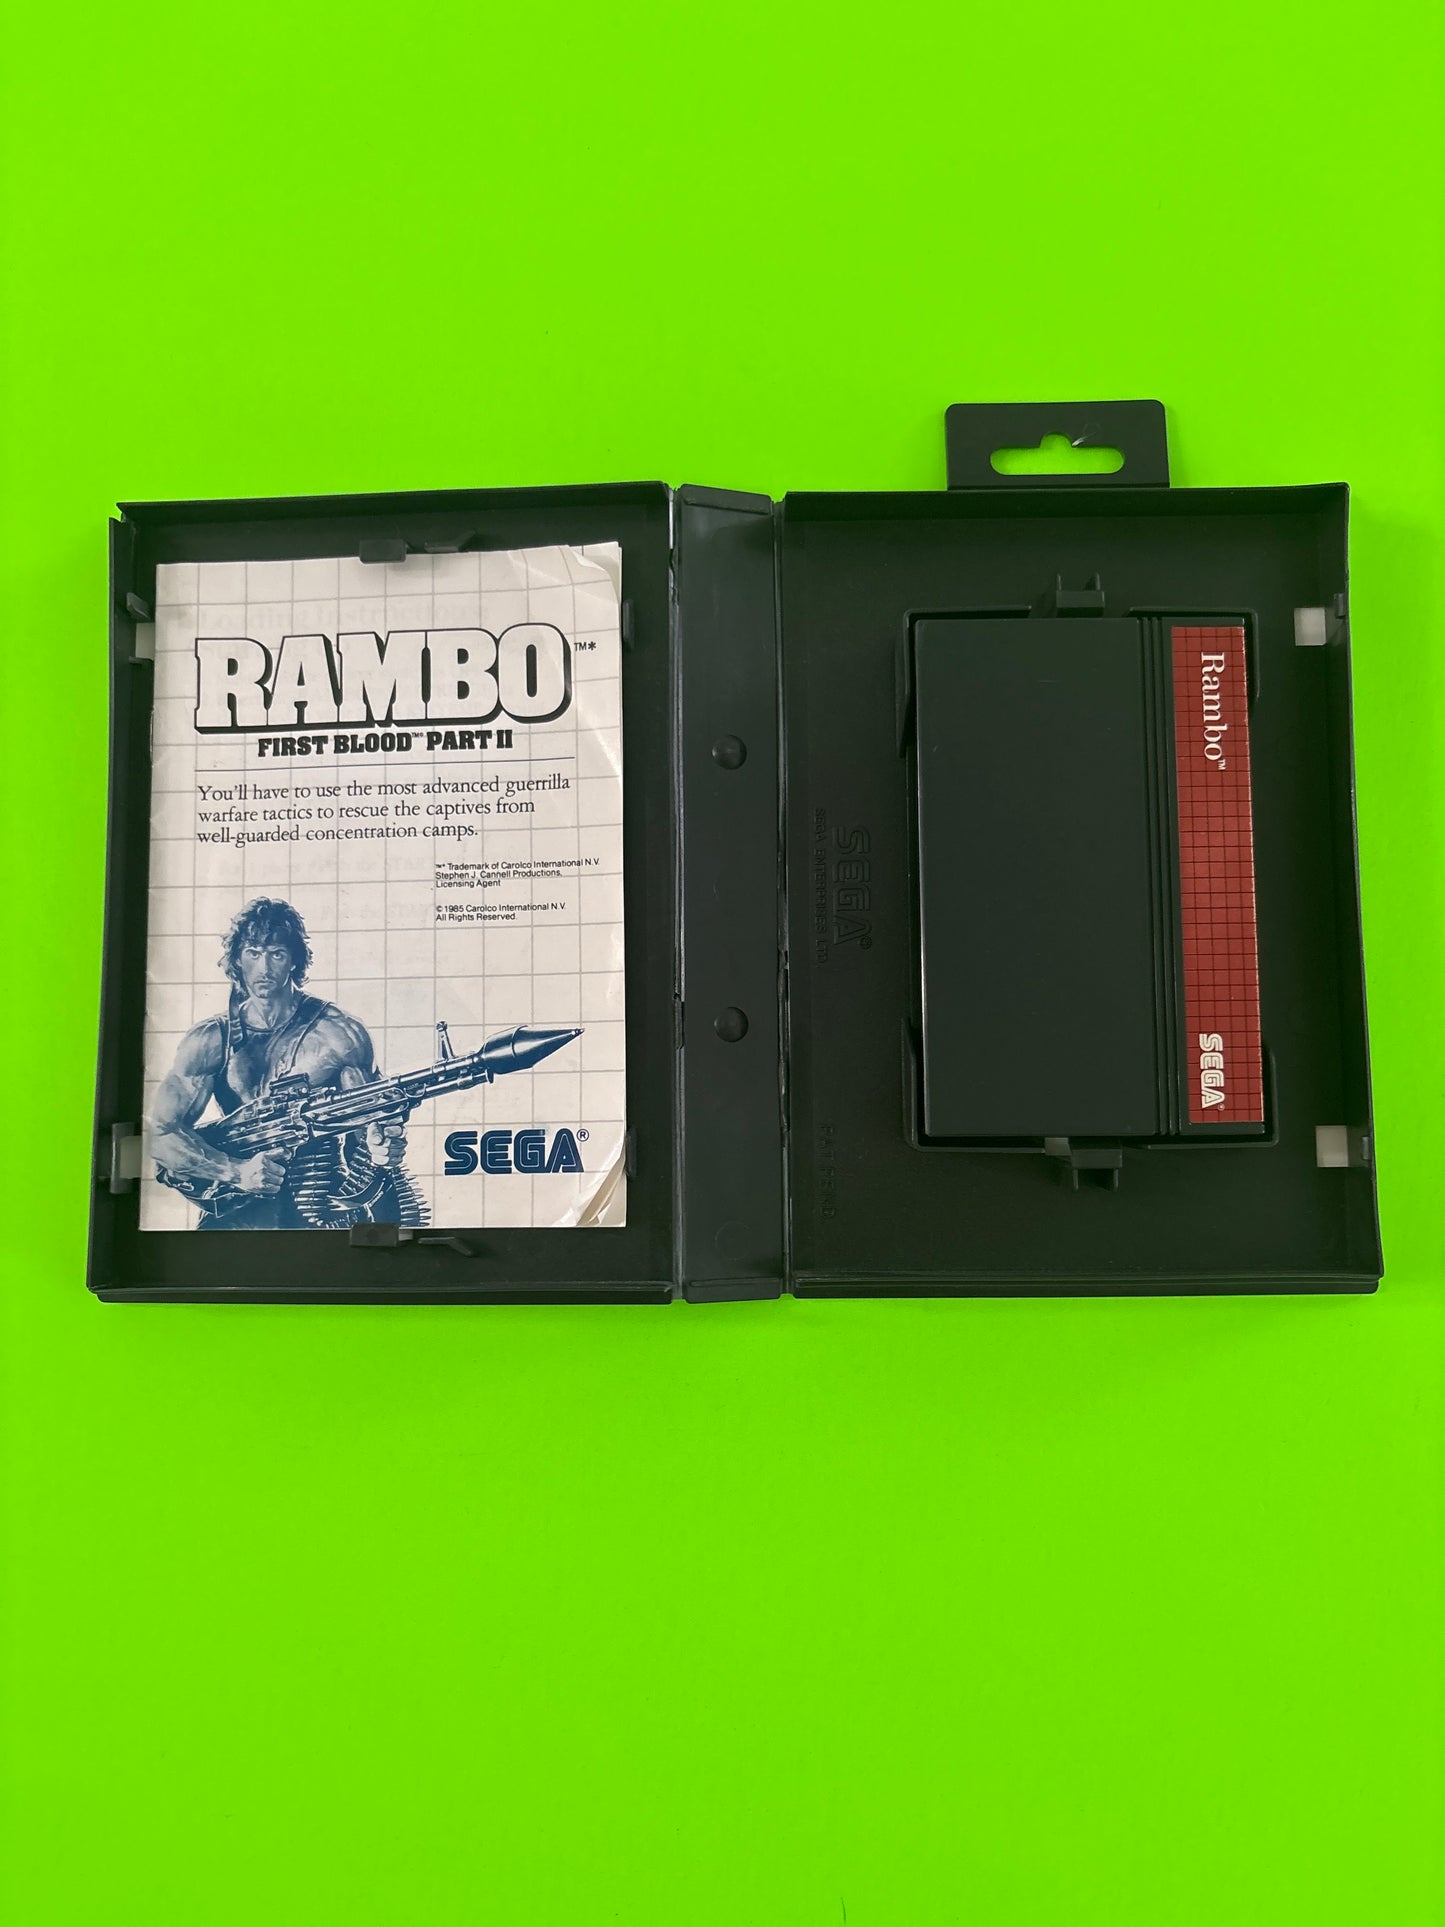 RAMBO™*
FIRST BLOOD™* PART II
You'll have to use the most advanced guerrilla
warfare tactics to rescue the captives from
well-guarded concentration camps.
™* Trademark of Carolco International N.V.
Stephen J. Cannell Productions,
Licensing Agent
© 1985 Carolco International N.V.
All Rights Reserved.
SEGA®
SEGA®
SEGA ENTERPRISES LTD.
PAT. PEND
Rambo™
SEGA®